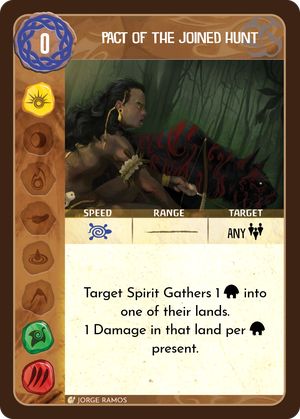 0
PACT OF THE JOINED HUNT
SPEED
RANGE
TARGET
ANY
Target Spirit Gathers 1 into
one of their lands.
1 Damage in that land per
present.
JORGE RAMOS